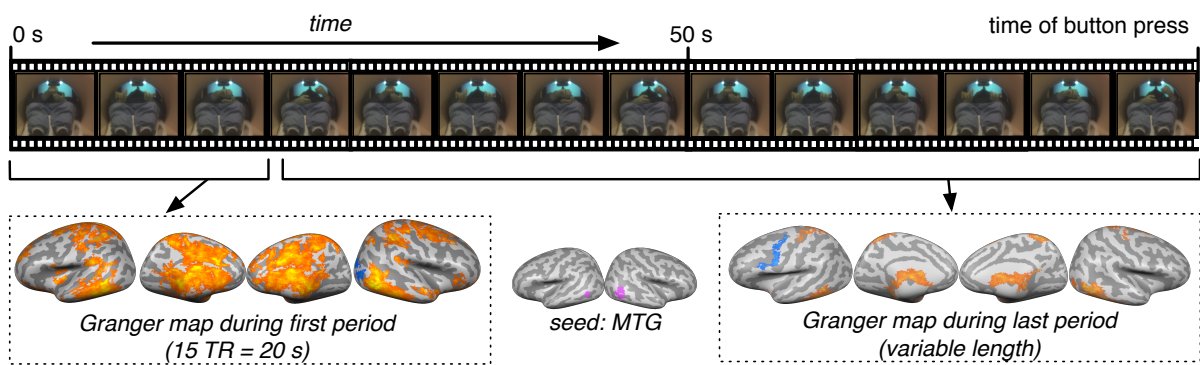 0 s
time
50 s
time of button press
Granger map during first period
(15 TR = 20 s)
seed: MTG
Granger map during last period
(variable length)